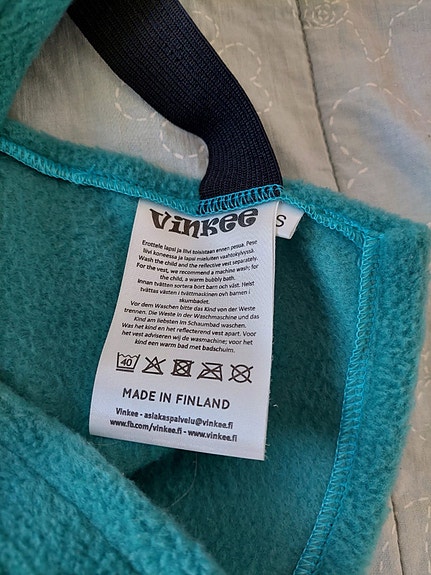 Vinkee
S
Erottele lapsi ja liivi toisistaan ennen pesua. Pese
liivi koneessa ja lapsi mieluiten vaahtokylvyssä.
Wash the child and the reflective vest separately.
For the vest, we recommend a machine wash; for
the child, a warm bubbly bath.
Innan tvätten sortera bort barn och väst. Helst
tvättas västen i tvättmaskinen och barnen i
skumbadet.
Vor dem Waschen bitte das Kind von der Weste
trennen. Die Weste in der Waschmaschine und das
Kind am liebsten im Schaumbad waschen.
Was het kind en het reflecterend vest apart. Voor
het vest adviseren wij de wasmachine; voor het
kind een warm bad met badschuim.
40
MADE IN FINLAND
Vinkee - asiakaspalvelu@vinkee.fi
www.fb.com/vinkee.fi - www.vinkee.fi